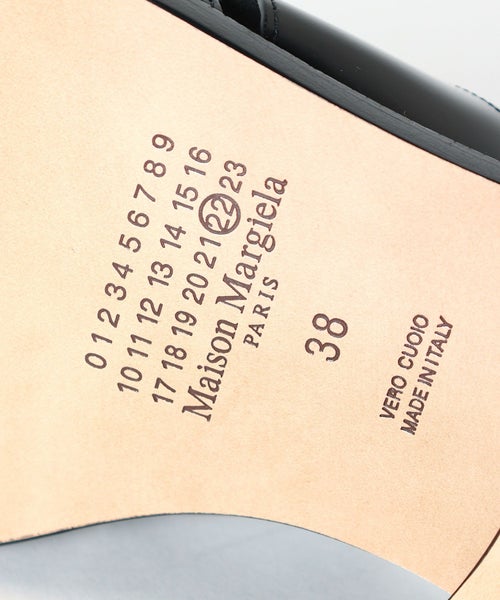 0 1 2 3 4 5 6 7 8 9
10 11 12 13 14 15 16
17 18 19 20 21 22 23
Maison Margiela
PARIS
38
VERO CUOIO
MADE IN ITALY